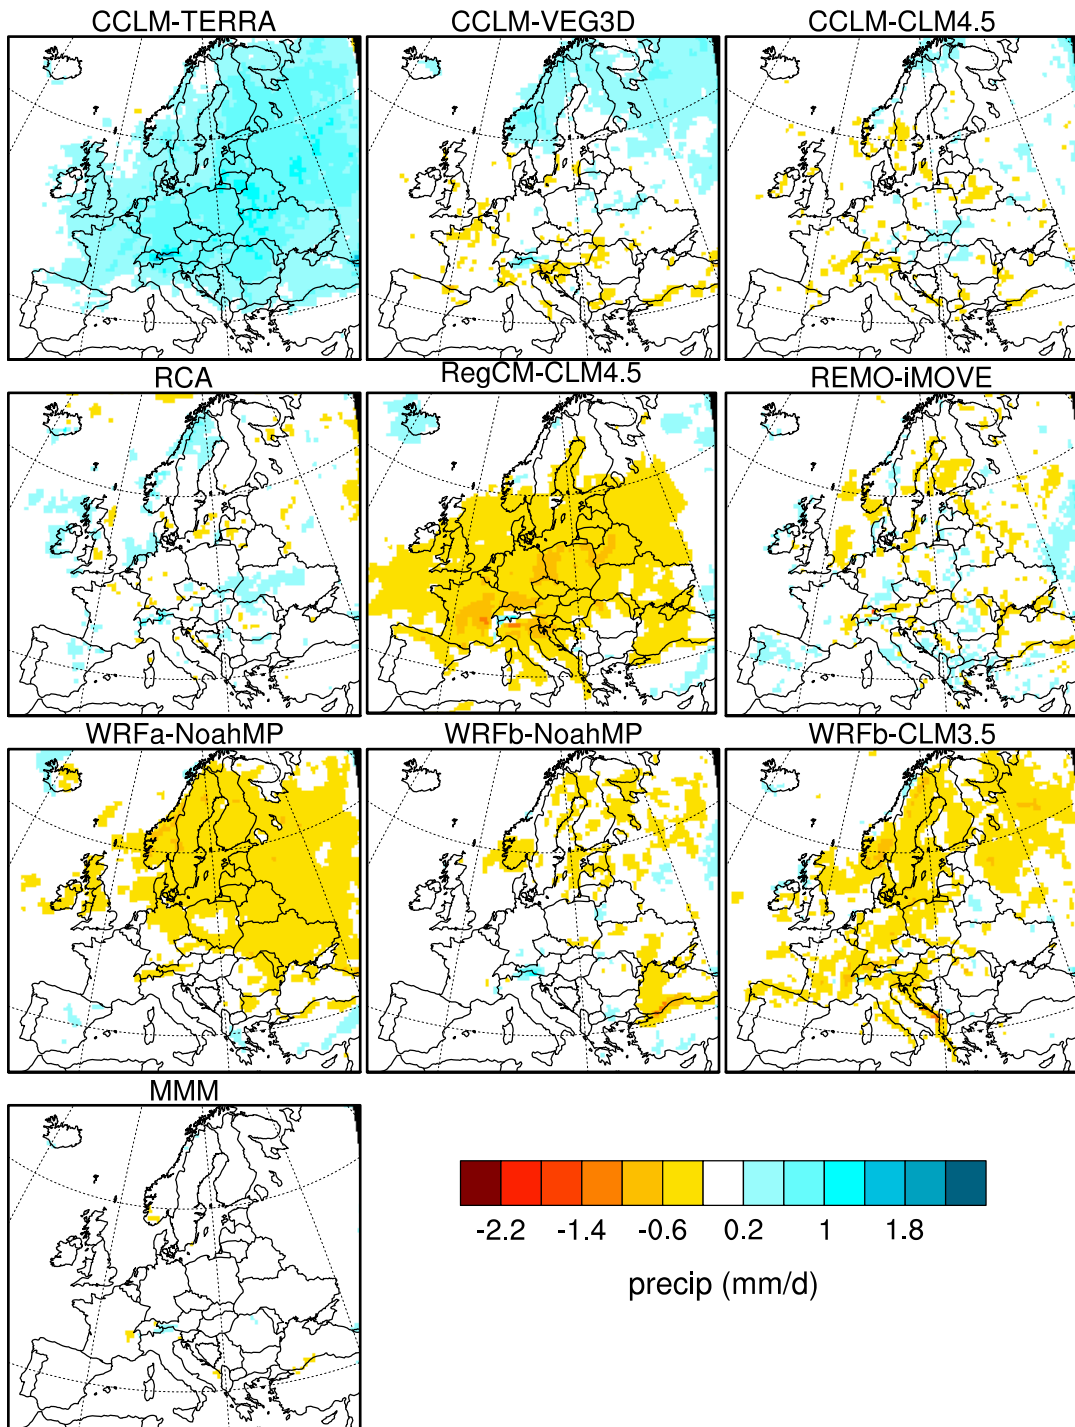 CCLM-TERRA CCLM-VEG3D CCLM-CLM4.5
RCA RegCM-CLM4.5 REMO-iMOVE
WRFa-NoahMP WRFb-NoahMP WRFb-CLM3.5
MMM
-2.2 -1.4 -0.6 0.2 1 1.8
precip (mm/d)